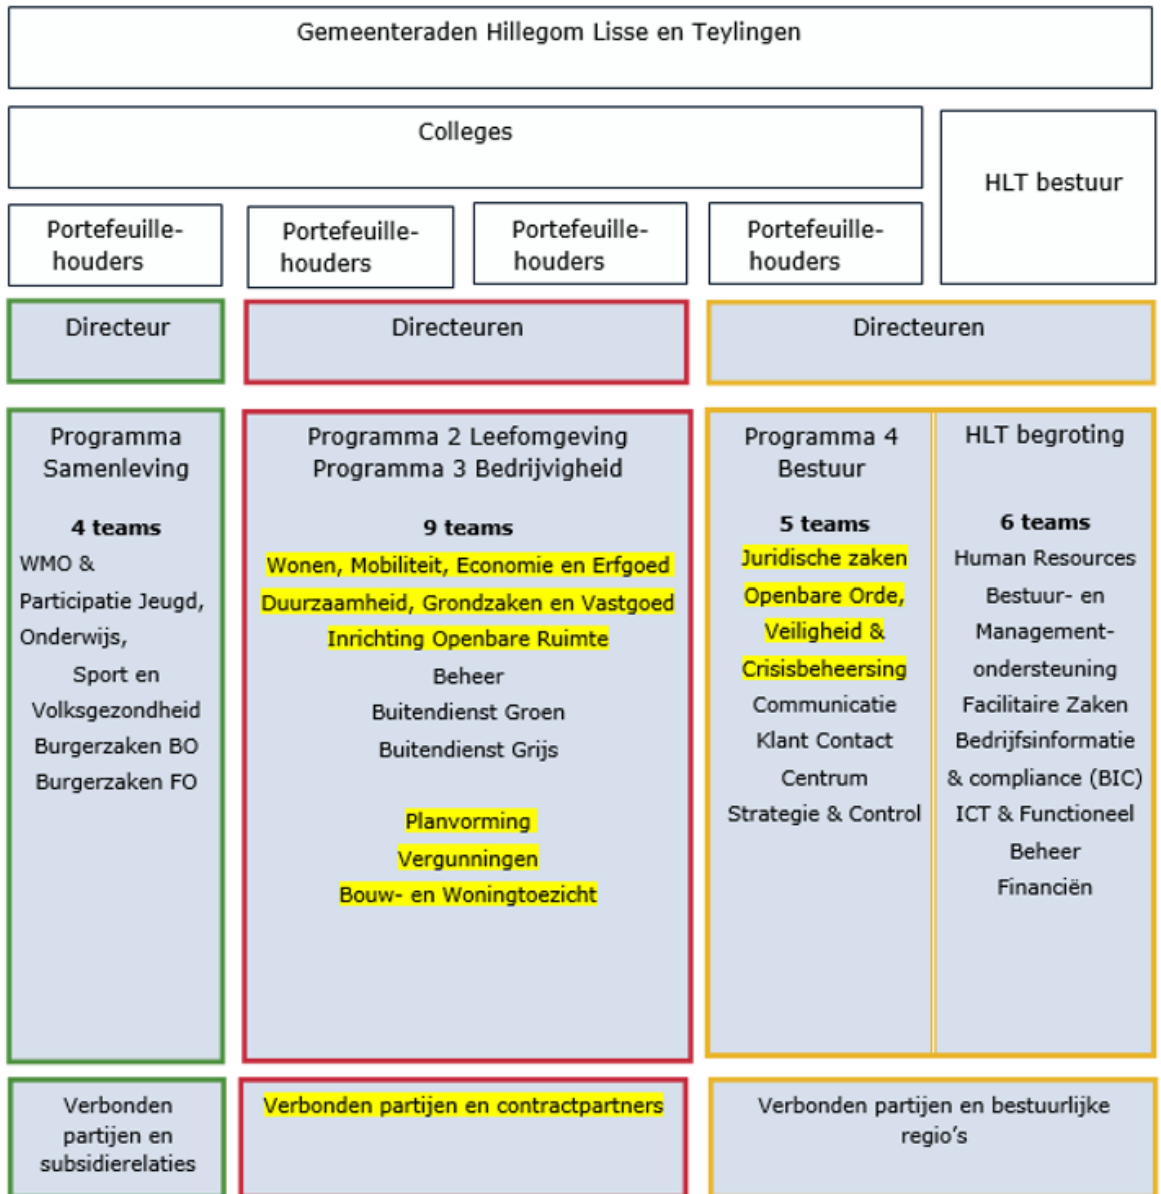 Gemeenteraden Hillegom Lisse en Teylingen
Colleges
HLT bestuur
Portefeuille-
houders
Portefeuille-
houders
Portefeuille-
houders
Portefeuille-
houders
Directeur
Directeuren
Directeuren
Programma
Samenleving
4 teams
WMO &
Participatie Jeugd,
Onderwijs,
Sport en
Volksgezondheid
Burgerzaken BO
Burgerzaken FO
Programma 2 Leefomgeving
Programma 3 Bedrijvigheid
9 teams
Wonen, Mobiliteit, Economie en Erfgoed
Duurzaamheid, Grondzaken en Vastgoed
Inrichting Openbare Ruimte
Beheer
Buitendienst Groen
Buitendienst Grijs
Planvorming
Vergunningen
Bouw- en Woningtoezicht
Programma 4
Bestuur
5 teams
Juridische zaken
Openbare Orde,
Veiligheid &
Crisisbeheersing
Communicatie
Klant Contact
Centrum
Strategie & Control
HLT begroting
6 teams
Human Resources
Bestuur- en
Management-
ondersteuning
Facilitaire Zaken
Bedrijfsinformatie
& compliance (BIC)
ICT & Functioneel
Beheer
Financiën
Verbonden
partijen en
subsidierelaties
Verbonden partijen en contractpartners
Verbonden partijen en bestuurlijke
regio's